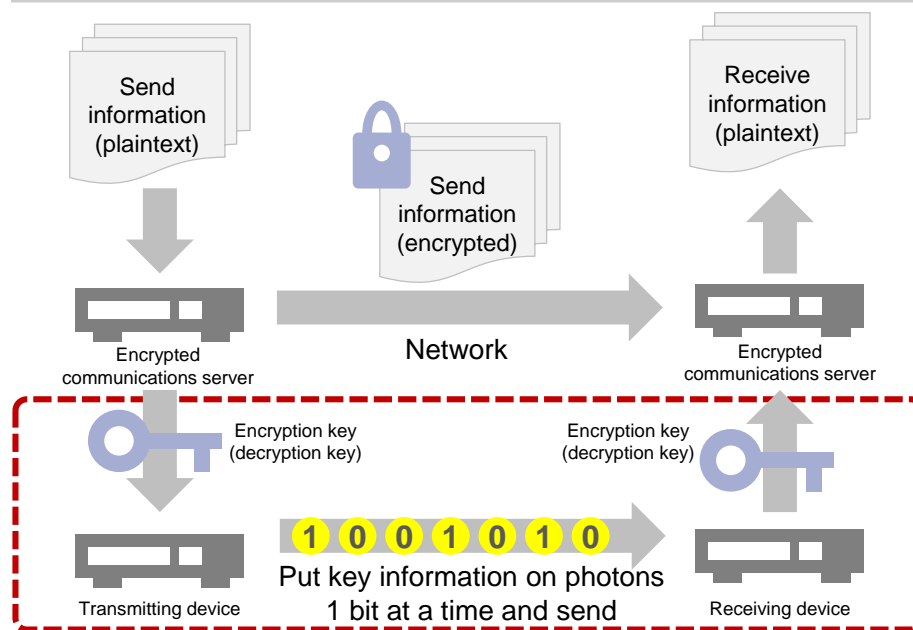 Send
information
(plaintext)
Receive
information
(plaintext)
Send
information
(encrypted)
Network
Encrypted
communications server
Encrypted
communications server
Encryption key
(decryption key)
Encryption key
(decryption key)
1 0 0 1 0 1 0
Put key information on photons
1 bit at a time and send
Transmitting device
Receiving device